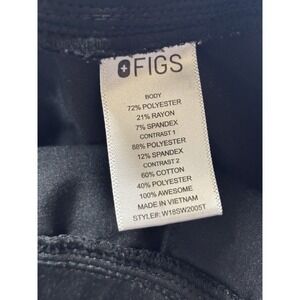 FIGS
BODY
72% POLYESTER
21% RAYON
7% SPANDEX
CONTRAST 1
88% POLYESTER
12% SPANDEX
CONTRAST 2
60% COTTON
40% POLYESTER
100% AWESOME
MADE IN VIETNAM
STYLE#: W18SW2005T